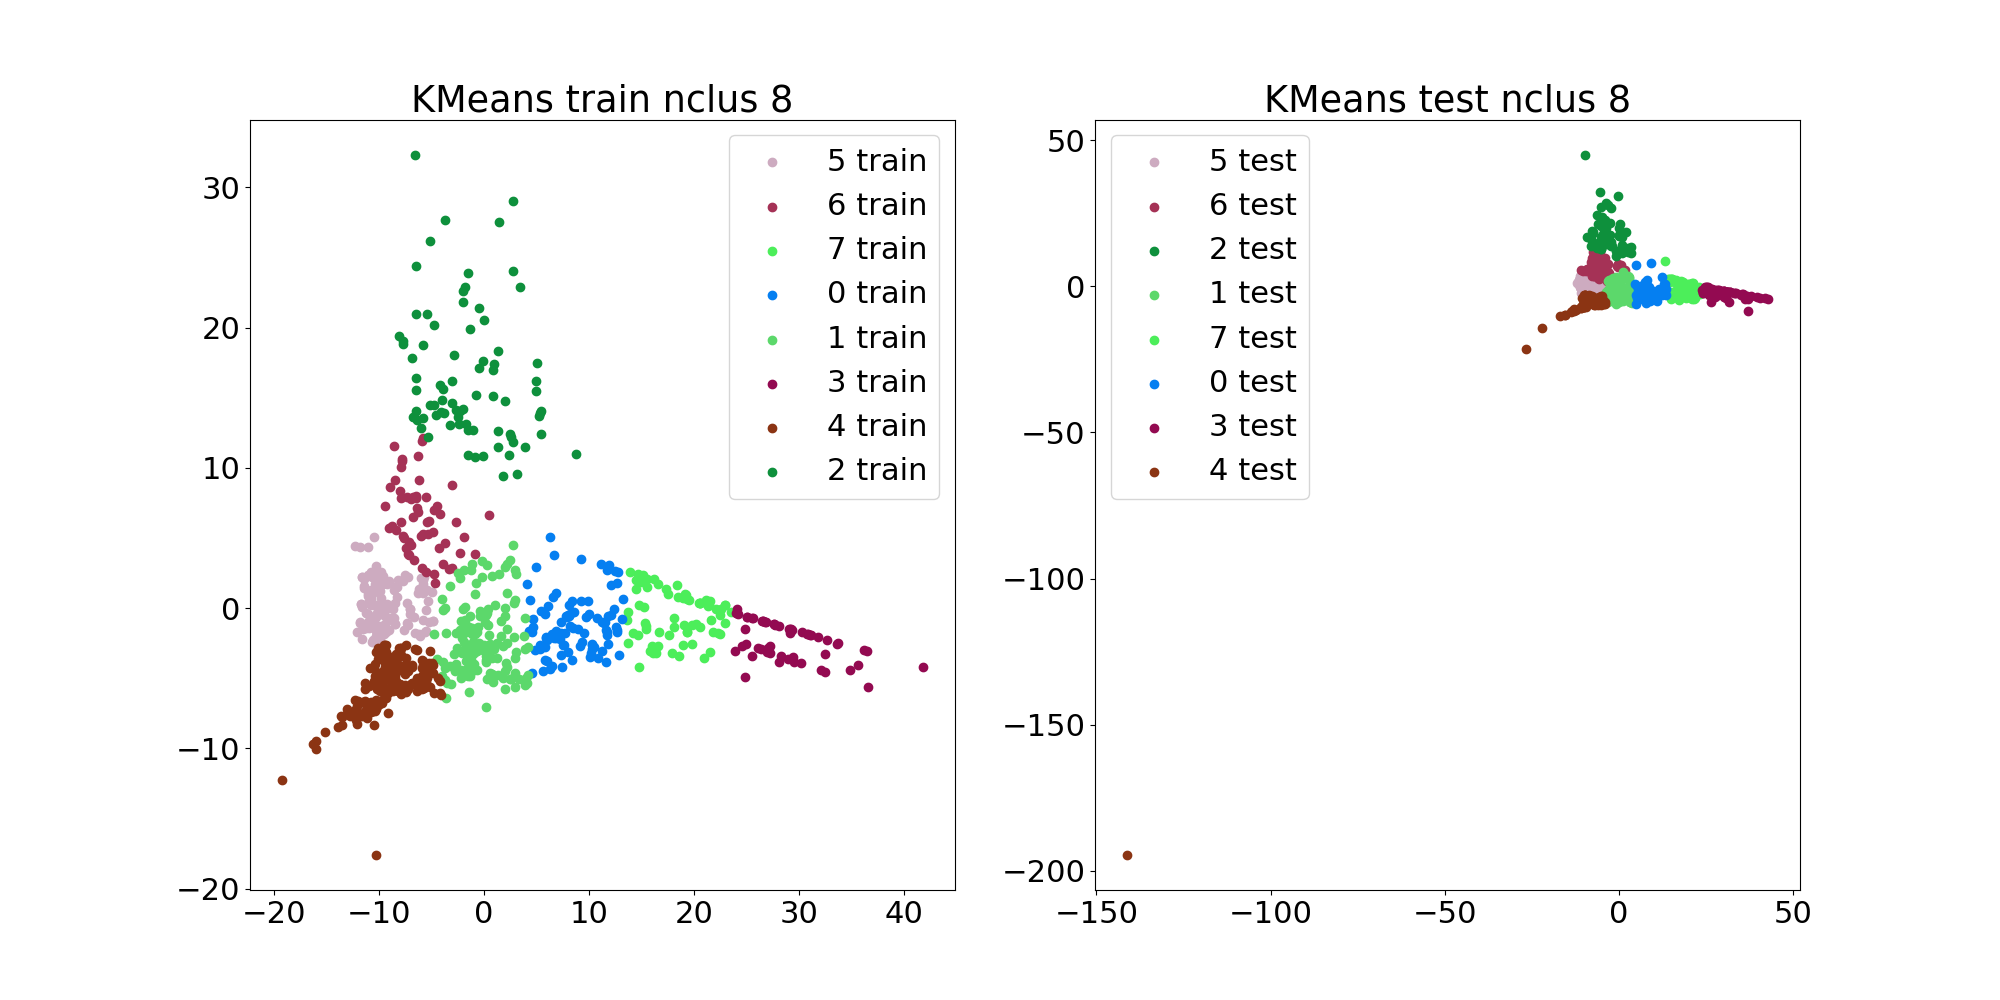 KMeans train nclus 8
30
20
10
0
−10
−20
−20
−10
0
10
20
30
40
5 train
6 train
7 train
0 train
1 train
3 train
4 train
2 train
KMeans test nclus 8
50
0
−50
−100
−150
−200
−150
−100
−50
0
50
5 test
6 test
2 test
1 test
7 test
0 test
3 test
4 test